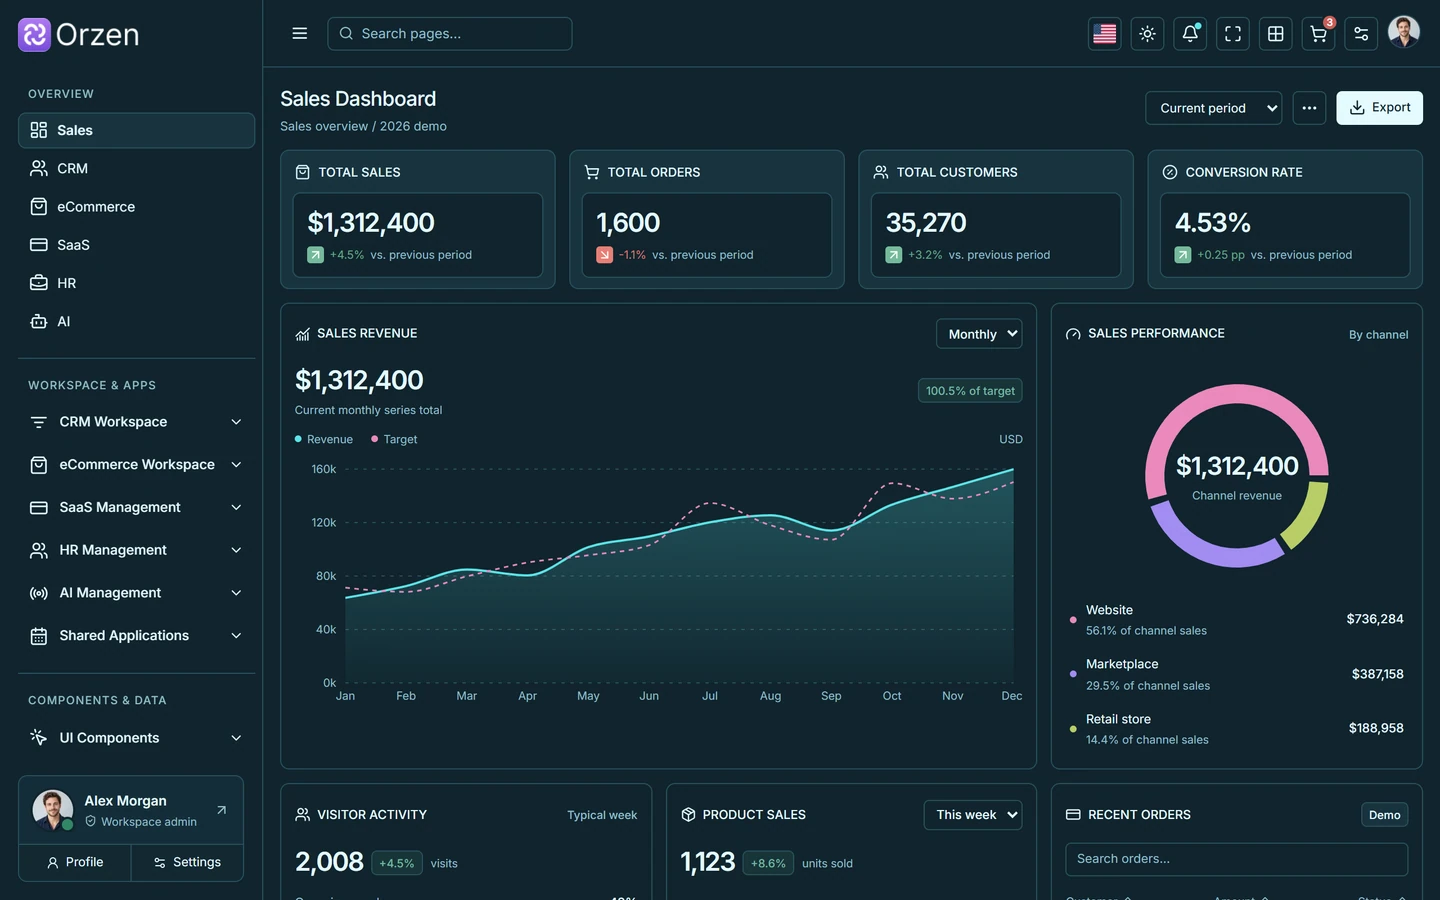 Orzen
Search pages...
3
OVERVIEW
Sales
CRM
eCommerce
SaaS
HR
AI
WORKSPACE & APPS
CRM Workspace
eCommerce Workspace
SaaS Management
HR Management
AI Management
Shared Applications
COMPONENTS & DATA
UI Components
Alex Morgan
Workspace admin
Profile
Settings
Sales Dashboard
Sales overview / 2026 demo
Current period
Export
TOTAL SALES
$1,312,400
+4.5% vs. previous period
TOTAL ORDERS
1,600
-1.1% vs. previous period
TOTAL CUSTOMERS
35,270
+3.2% vs. previous period
CONVERSION RATE
4.53%
+0.25 pp vs. previous period
SALES REVENUE
Monthly
$1,312,400
Current monthly series total
100.5% of target
Revenue
Target
USD
160k
120k
80k
40k
0k
Jan Feb Mar Apr May Jun Jul Aug Sep Oct Nov Dec
SALES PERFORMANCE
By channel
$1,312,400
Channel revenue
Website
56.1% of channel sales
$736,284
Marketplace
29.5% of channel sales
$387,158
Retail store
14.4% of channel sales
$188,958
VISITOR ACTIVITY
Typical week
2,008 +4.5% visits
PRODUCT SALES
This week
1,123 +8.6% units sold
RECENT ORDERS
Demo
Search orders...